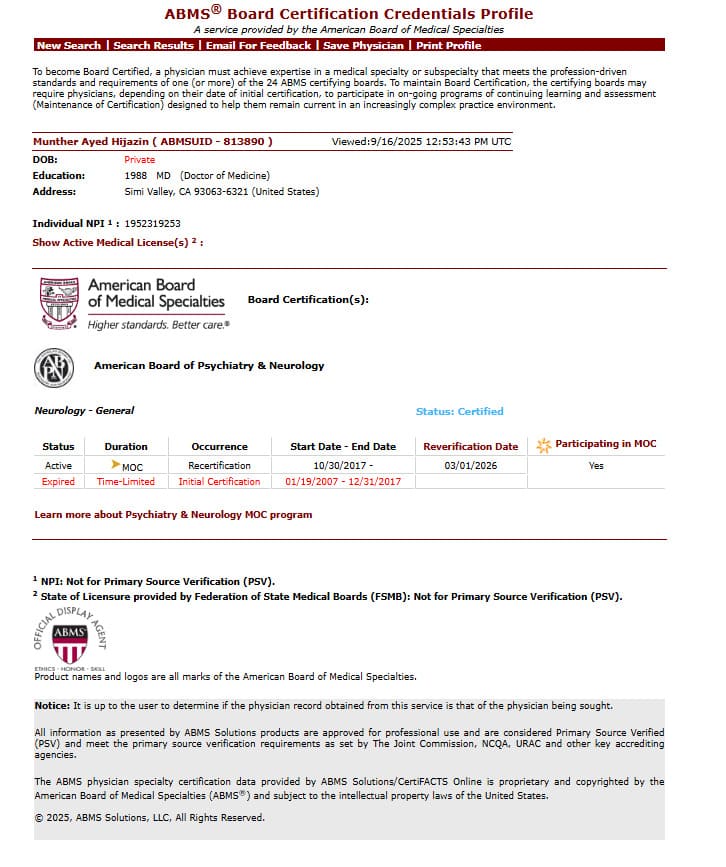 ABMS® Board Certification Credentials Profile
A service provided by the American Board of Medical Specialties
New Search | Search Results | Email For Feedback | Save Physician | Print Profile
To become Board Certified, a physician must achieve expertise in a medical specialty or subspecialty that meets the profession-driven
standards and requirements of one (or more) of the 24 ABMS certifying boards. To maintain Board Certification, the certifying boards may
require physicians, depending on their date of initial certification, to participate in on-going programs of continuing learning and assessment
(Maintenance of Certification) designed to help them remain current in an increasingly complex practice environment.
Munther Ayed Hijazin ( ABMSUID - 813890 ) Viewed:9/16/2025 12:53:43 PM UTC
DOB: Private
Education: 1988 MD (Doctor of Medicine)
Address: Simi Valley, CA 93063-6321 (United States)
Individual NPI ¹ : 1952319253
Show Active Medical License(s) ² :
American Board
of Medical Specialties
Higher standards. Better care.®
Board Certification(s):
ABPN
American Board of Psychiatry & Neurology
Neurology - General Status: Certified
Status Duration Occurrence Start Date - End Date Reverification Date Participating in MOC
Active MOC Recertification 10/30/2017 - 03/01/2026 Yes
Expired Time-Limited Initial Certification 01/19/2007 - 12/31/2017
Learn more about Psychiatry & Neurology MOC program
¹ NPI: Not for Primary Source Verification (PSV).
² State of Licensure provided by Federation of State Medical Boards (FSMB): Not for Primary Source Verification (PSV).
OFFICIAL DISPLAY AGENT
ABMS
ETHICS · HONOR · SKILL
Product names and logos are all marks of the American Board of Medical Specialties.
Notice: It is up to the user to determine if the physician record obtained from this service is that of the physician being sought.
All information as presented by ABMS Solutions products are approved for professional use and are considered Primary Source Verified
(PSV) and meet the primary source verification requirements as set by The Joint Commission, NCQA, URAC and other key accrediting
agencies.
The ABMS physician specialty certification data provided by ABMS Solutions/CertiFACTS Online is proprietary and copyrighted by the
American Board of Medical Specialties (ABMS®) and subject to the intellectual property laws of the United States.
© 2025, ABMS Solutions, LLC, All Rights Reserved.